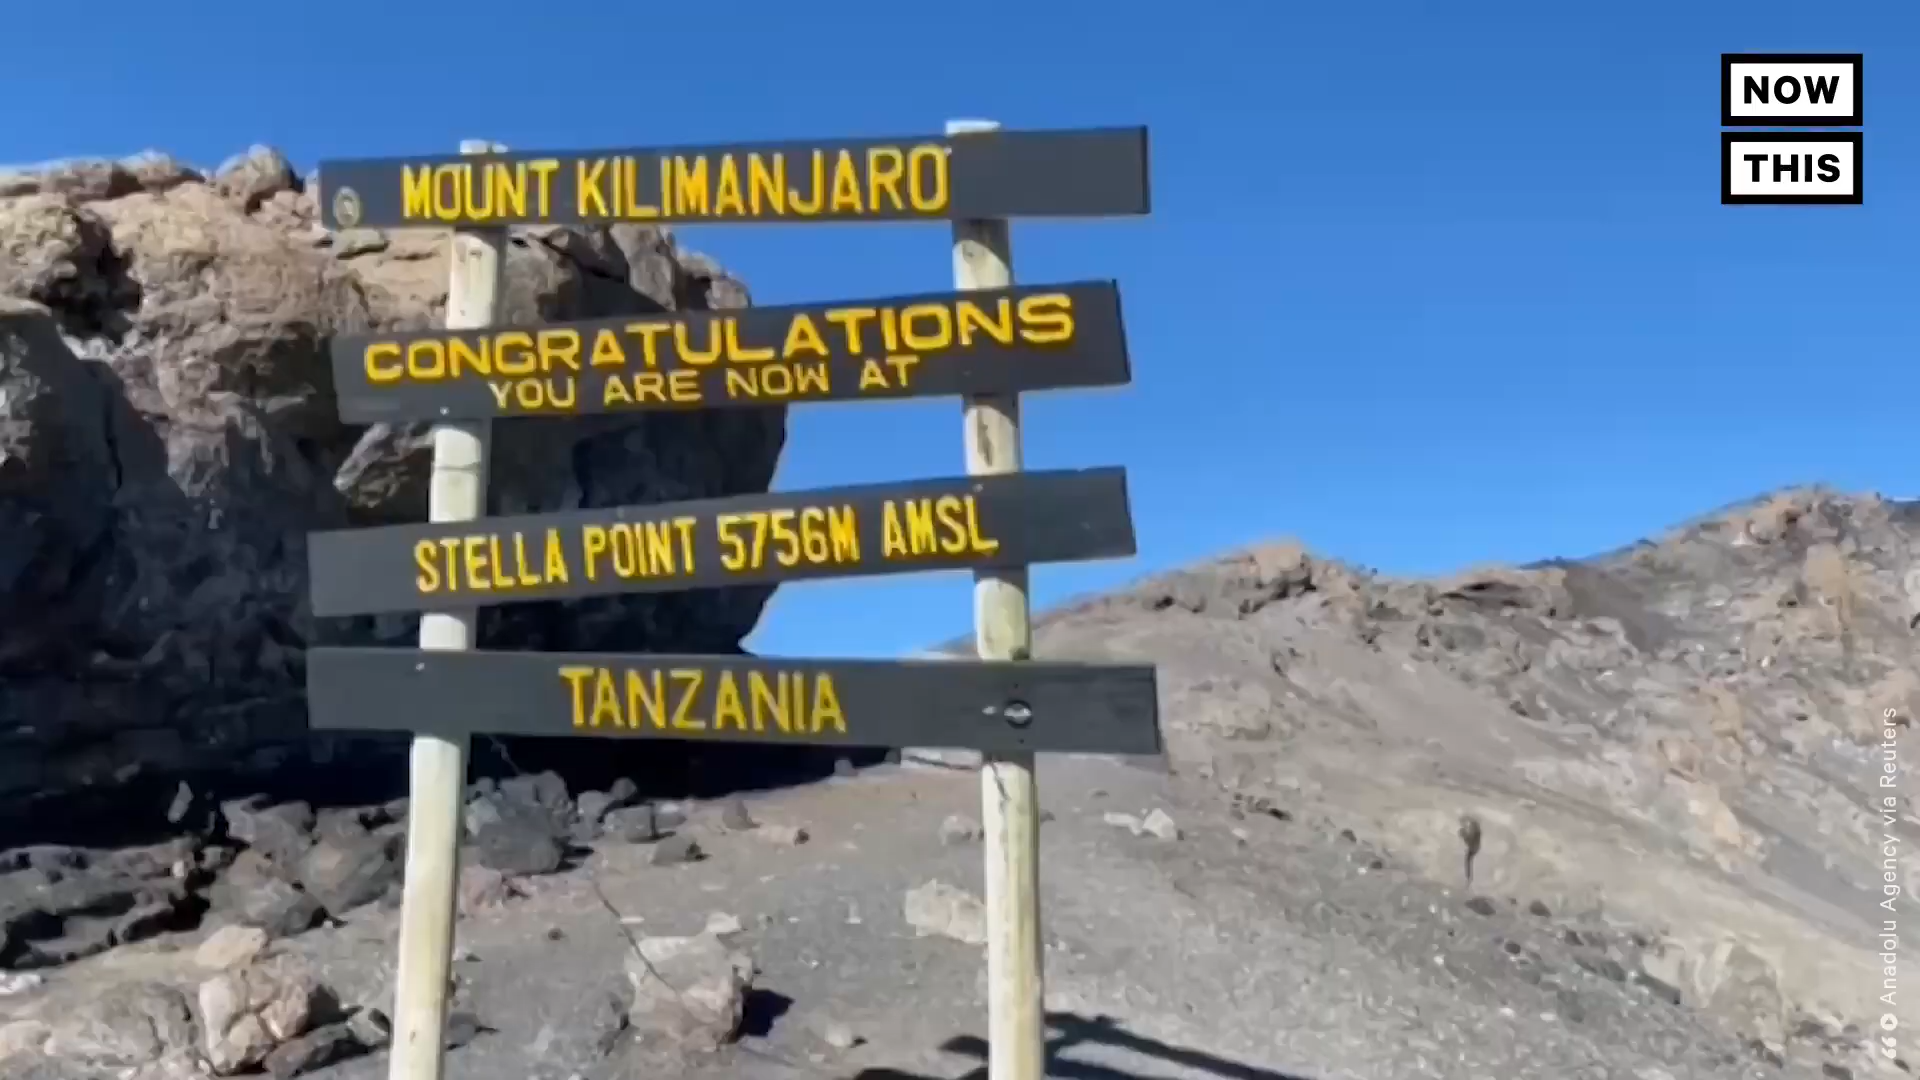 NOW
THIS
MOUNT KILIMANJARO
CONGRATULATIONS
YOU ARE NOW AT
STELLA POINT 5756M AMSL
TANZANIA
Anadolu Agency via Reuters